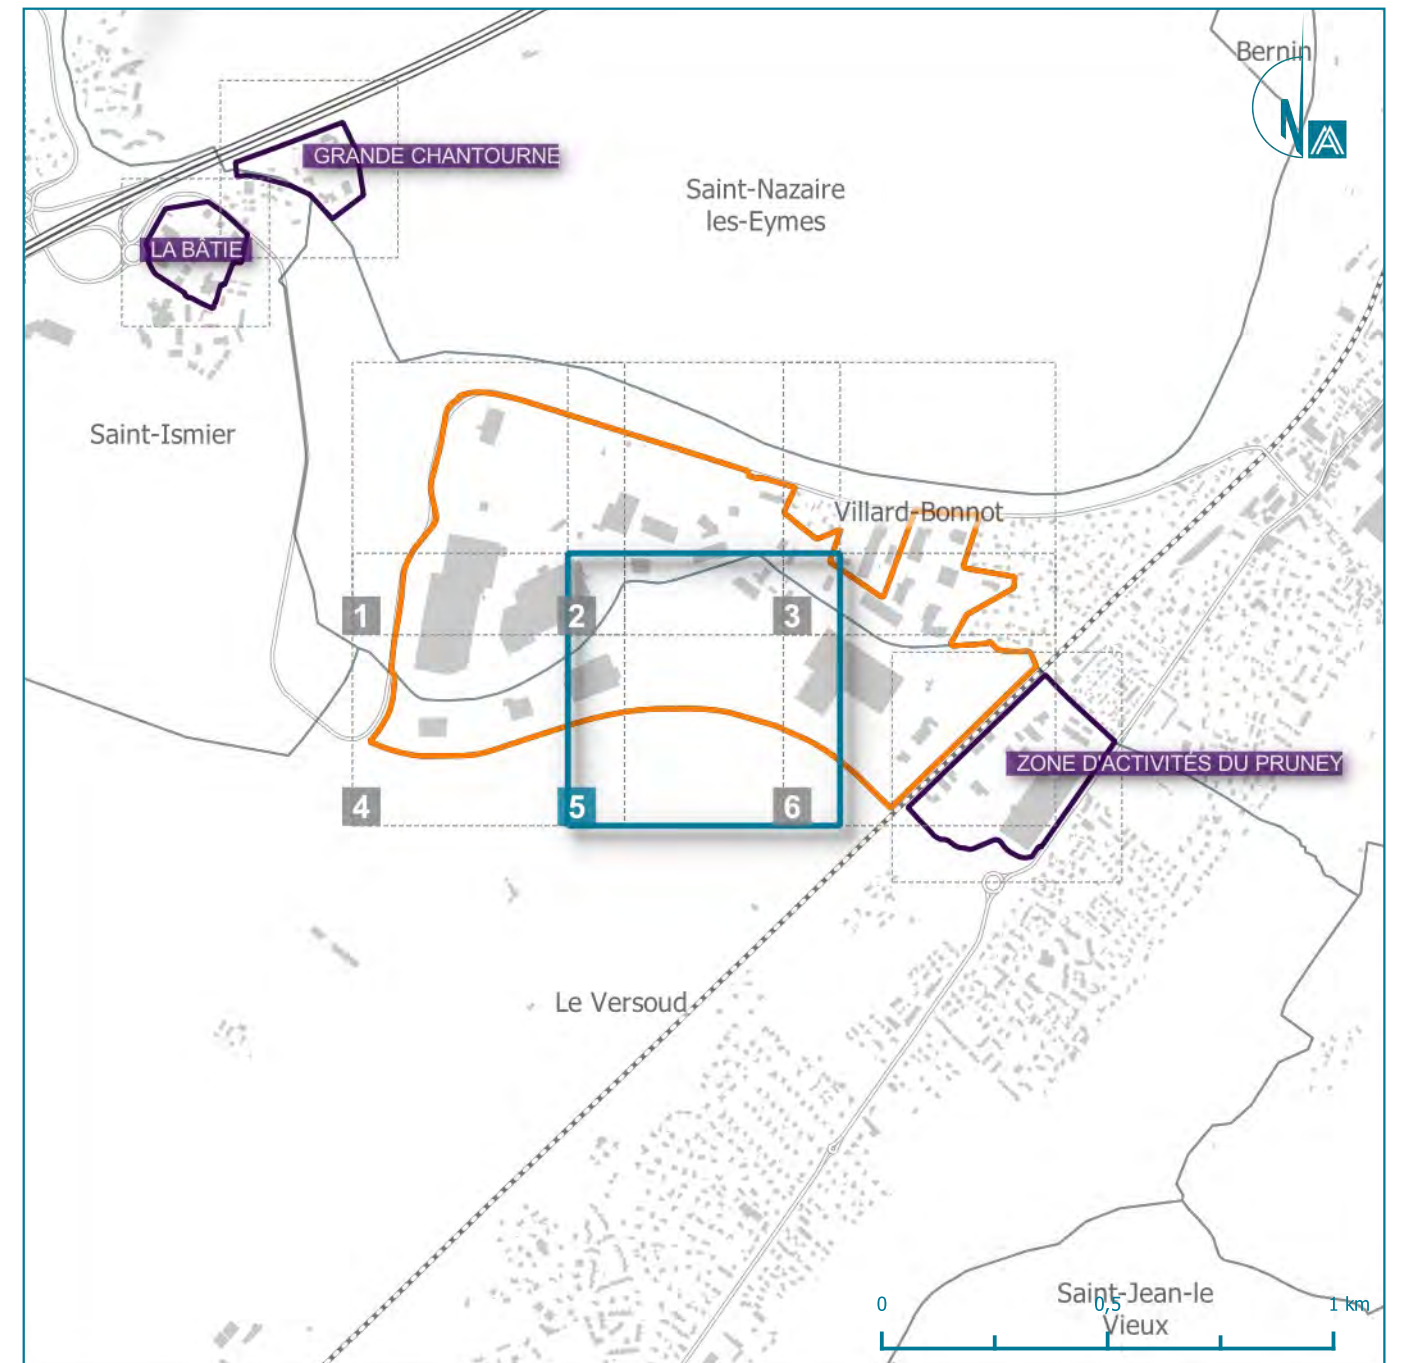 Bernin
N
GRANDE CHANTOURNE
Saint-Nazaire
les-Eymes
LA BÂTIE
Saint-Ismier
Villard-Bonnot
1
2
3
ZONE D'ACTIVITÉS DU PRUNEY
4
5
6
Le Versoud
Saint-Jean-le
Vieux
0
0,5
1 km